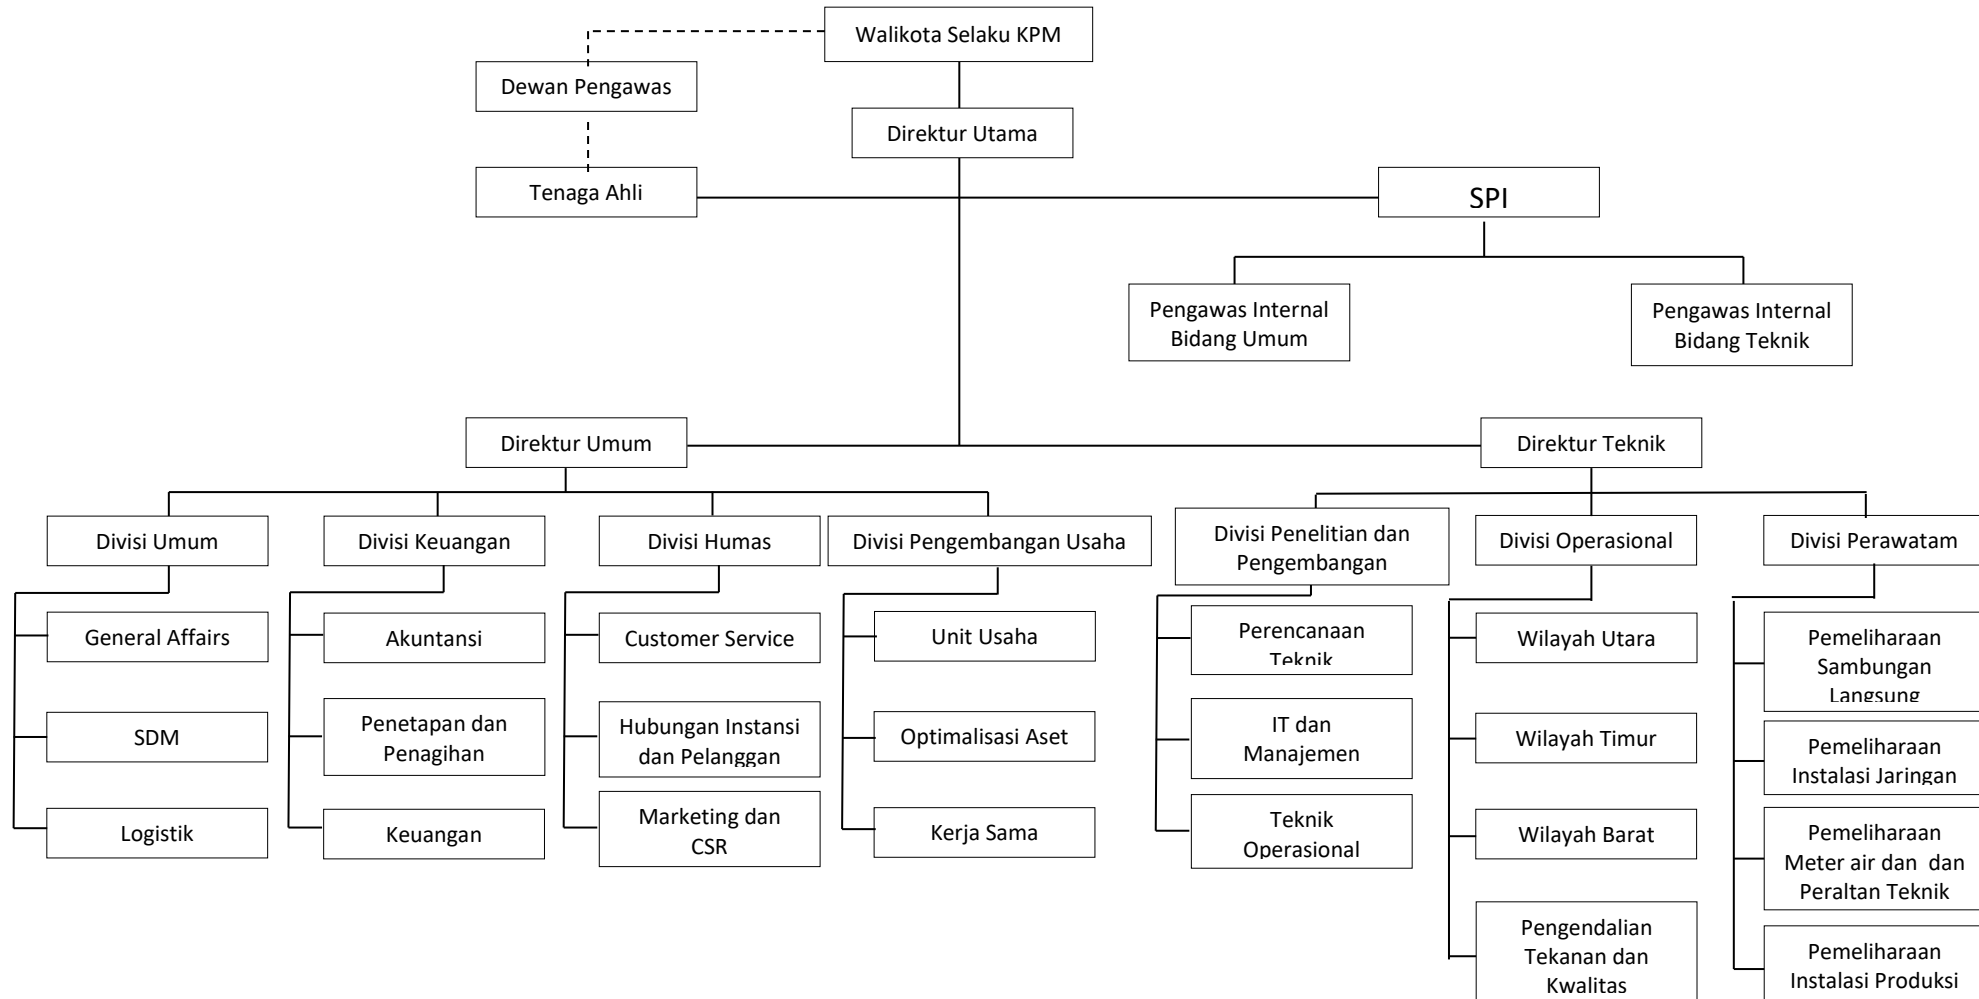 Walikota Selaku KPM
Dewan Pengawas
Direktur Utama
Tenaga Ahli
SPI
Pengawas Internal
Bidang Umum
Pengawas Internal
Bidang Teknik
Direktur Umum
Direktur Teknik
Divisi Umum
Divisi Keuangan
Divisi Humas
Divisi Pengembangan Usaha
Divisi Penelitian dan
Pengembangan
Divisi Operasional
Divisi Perawatam
General Affairs
SDM
Logistik
Akuntansi
Penetapan dan
Penagihan
Keuangan
Customer Service
Hubungan Instansi
dan Pelanggan
Marketing dan
CSR
Unit Usaha
Optimalisasi Aset
Kerja Sama
Perencanaan
Teknik
IT dan
Manajemen
Teknik
Operasional
Wilayah Utara
Wilayah Timur
Wilayah Barat
Pengendalian
Tekanan dan
Kwalitas
Pemeliharaan
Sambungan
Langsung
Pemeliharaan
Instalasi Jaringan
Pemeliharaan
Meter air dan dan
Peraltan Teknik
Pemeliharaan
Instalasi Produksi